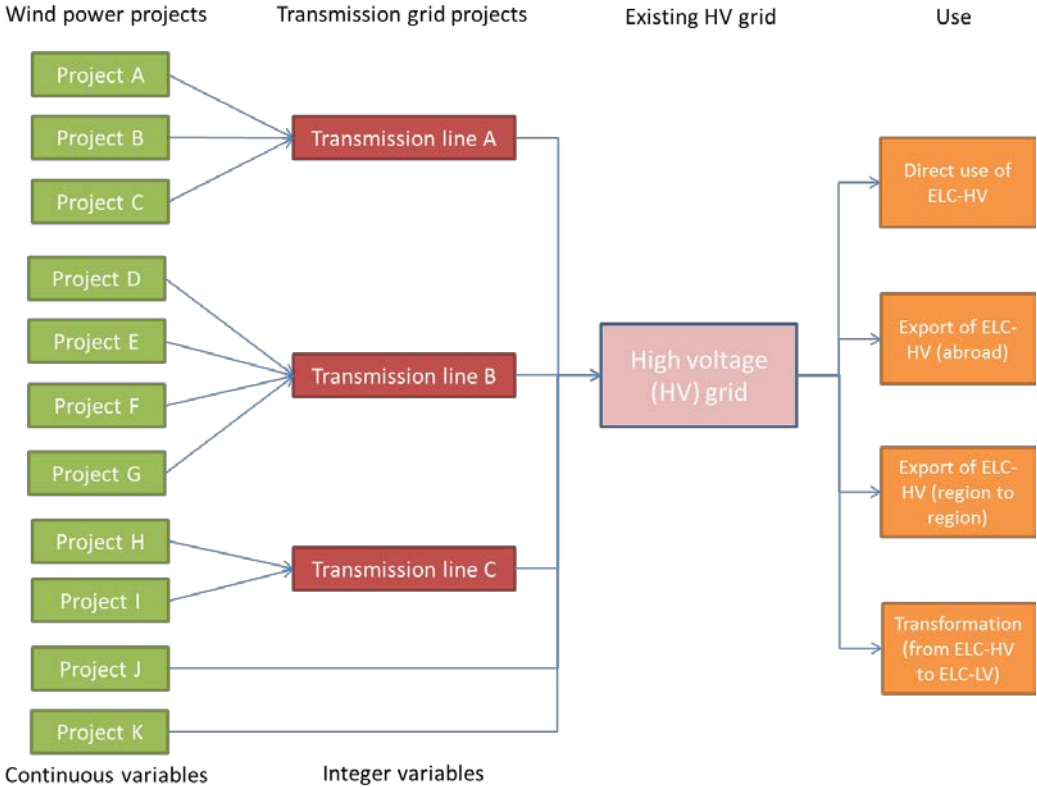 Wind power projects
Transmission grid projects
Existing HV grid
Use
Project A
Project B
Project C
Project D
Project E
Project F
Project G
Project H
Project I
Project J
Project K
Transmission line A
Transmission line B
Transmission line C
High voltage
(HV) grid
Direct use of
ELC-HV
Export of ELC-
HV (abroad)
Export of ELC-
HV (region to
region)
Transformation
(from ELC-HV
to ELC-LV)
Continuous variables
Integer variables